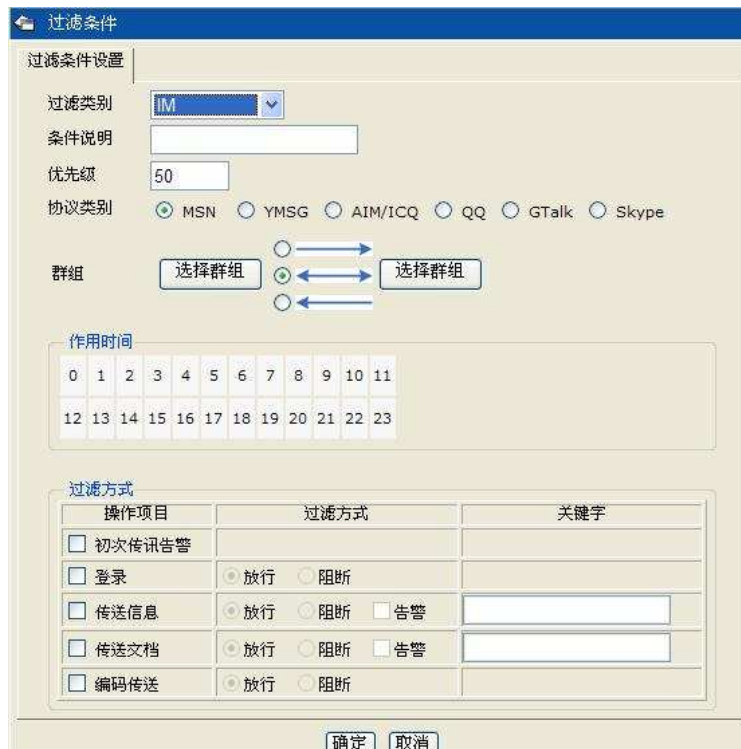 过滤条件
过滤条件设置
过滤类别 IM
条件说明
优先级 50
协议类别 MSN YMSG AIM/ICQ QQ GTalk Skype
群组 选择群组 选择群组
作用时间
0 1 2 3 4 5 6 7 8 9 10 11
12 13 14 15 16 17 18 19 20 21 22 23
过滤方式
操作项目 过滤方式 关键字
初次传讯告警
登录 放行 阻断
传送信息 放行 阻断 告警
传送文档 放行 阻断 告警
编码传送 放行 阻断
确定 取消